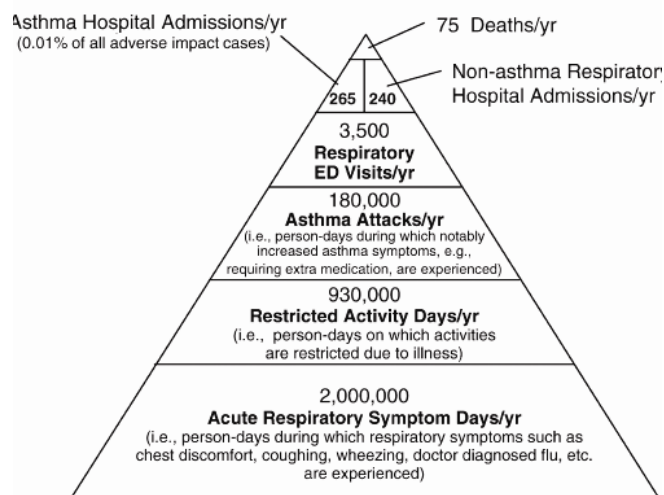 Asthma Hospital Admissions/yr
(0.01% of all adverse impact cases)
75 Deaths/yr
Non-asthma Respiratory
Hospital Admissions/yr
265 240
3,500
Respiratory
ED Visits/yr
180,000
Asthma Attacks/yr
(i.e., person-days during which notably
increased asthma symptoms, e.g.,
requiring extra medication, are experienced)
930,000
Restricted Activity Days/yr
(i.e., person-days on which activities
are restricted due to illness)
2,000,000
Acute Respiratory Symptom Days/yr
(i.e., person-days during which respiratory symptoms such as
chest discomfort, coughing, wheezing, doctor diagnosed flu, etc.
are experienced)